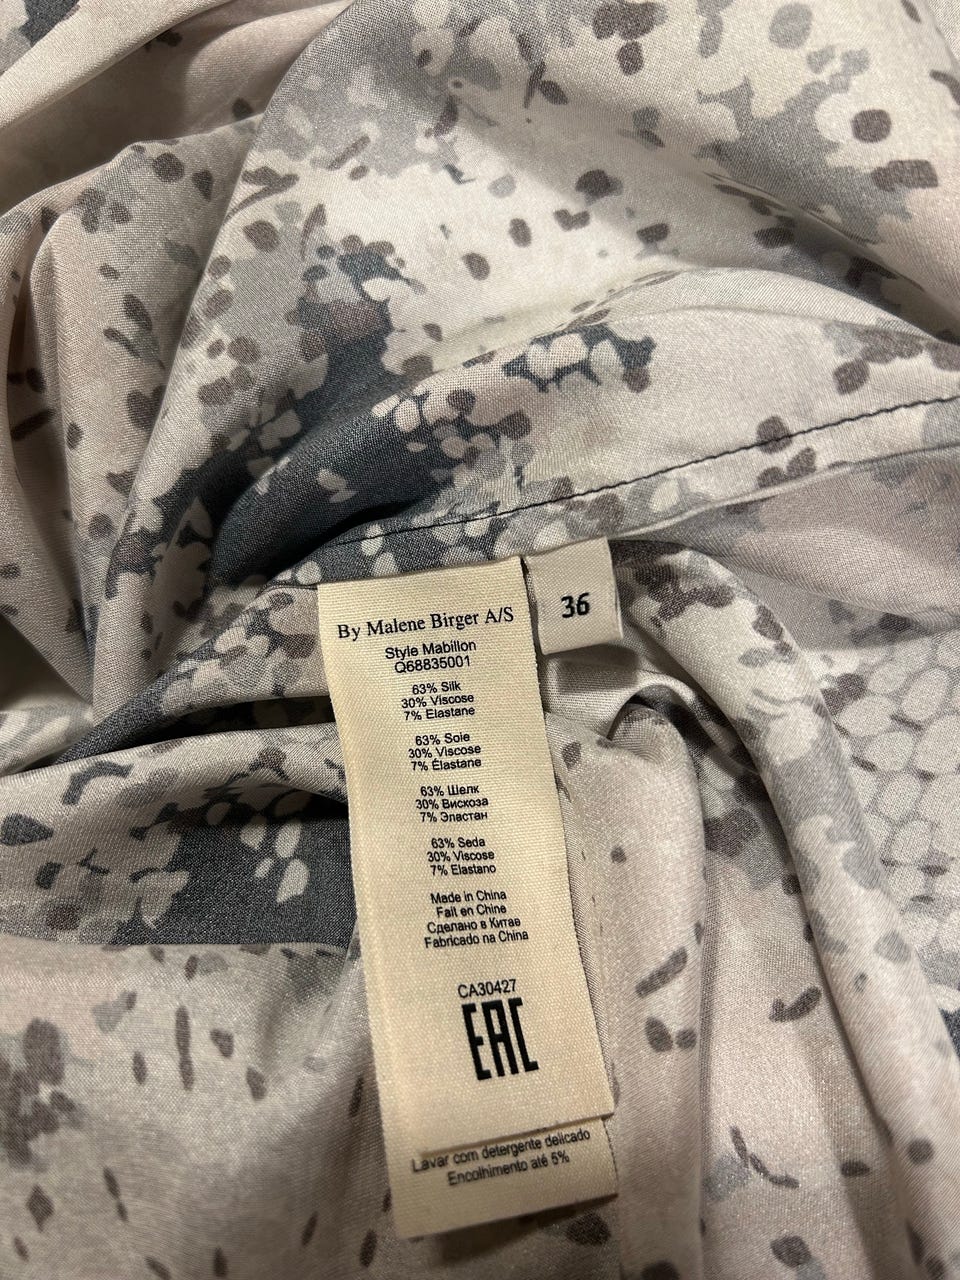 By Malene Birger A/S
36
Style Mabillon
Q68835001
63% Silk
30% Viscose
7% Elastane
63% Soie
30% Viscose
7% Élastane
63% Шелк
30% Вискоза
7% Эластан
63% Seda
30% Viscose
7% Elastano
Made in China
Fait en Chine
Сделано в Китае
Fabricado na China
CA30427
EAC
Lavar com detergente delicado
Encolhimento até 5%